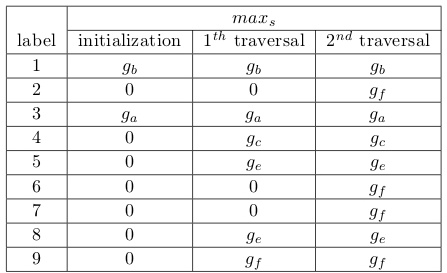 max_s
label initialization 1^{th} traversal 2^{nd} traversal
1 g_b g_b g_b
2 0 0 g_f
3 g_a g_a g_a
4 0 g_c g_c
5 0 g_e g_e
6 0 0 g_f
7 0 0 g_f
8 0 g_e g_e
9 0 g_f g_f